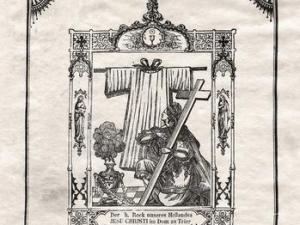 Der h. Rock unseres Heilandes
JESU CHRISTI im Dom zu Trier